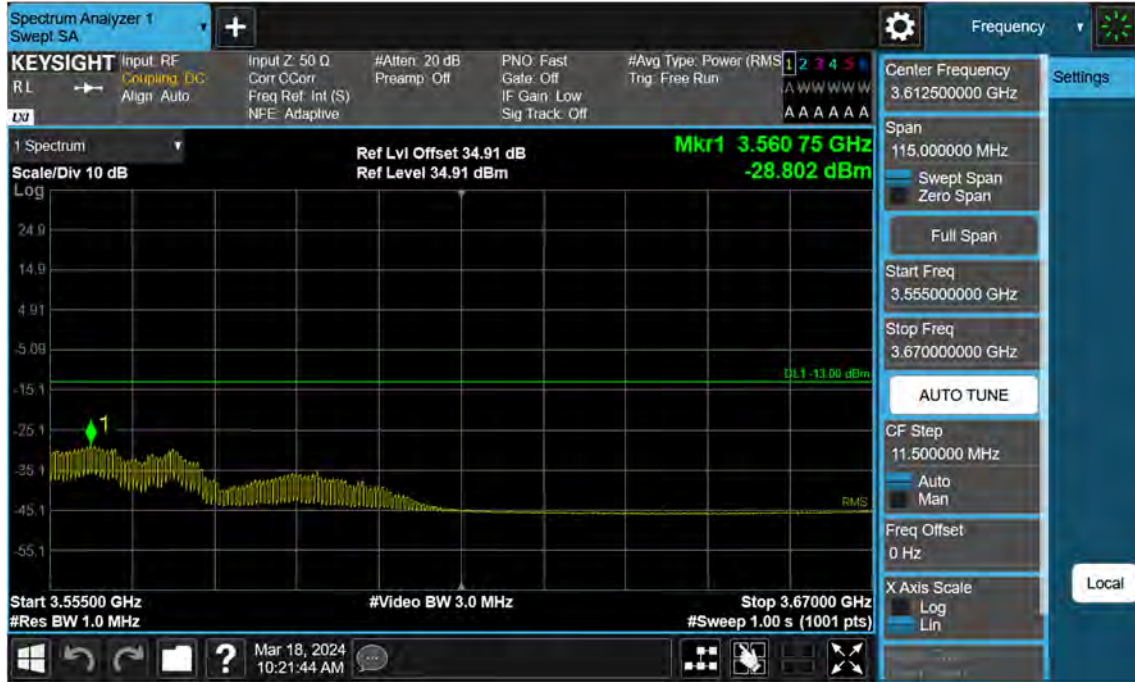 Spectrum Analyzer 1
Swept SA
Frequency
KEYSIGHT
Input: RF
Coupling: DC
Align: Auto
Input Z: 50 Ω
Corr CCorr
Freq Ref: Int (S)
NFE: Adaptive
#Atten: 20 dB
Preamp: Off
PNO: Fast
Gate: Off
IF Gain: Low
Sig Track: Off
#Avg Type: Power (RMS
Trig: Free Run
1 2 3 4 5 6
A W W W W W
A A A A A A
R L
LXI
1 Spectrum
Scale/Div 10 dB
Log
Ref Lvl Offset 34.91 dB
Ref Level 34.91 dBm
Mkr1 3.560 75 GHz
-28.802 dBm
24.9
14.9
4.91
-5.09
DL1 -13.00 dBm
-15.1
1
-25.1
-35.1
RMS
-45.1
-55.1
Start 3.55500 GHz
#Res BW 1.0 MHz
#Video BW 3.0 MHz
Stop 3.67000 GHz
#Sweep 1.00 s (1001 pts)
Mar 18, 2024
10:21:44 AM
Center Frequency
3.612500000 GHz
Settings
Span
115.000000 MHz
Swept Span
Zero Span
Full Span
Start Freq
3.555000000 GHz
Stop Freq
3.670000000 GHz
AUTO TUNE
CF Step
11.500000 MHz
Auto
Man
Freq Offset
0 Hz
X Axis Scale
Log
Lin
Local